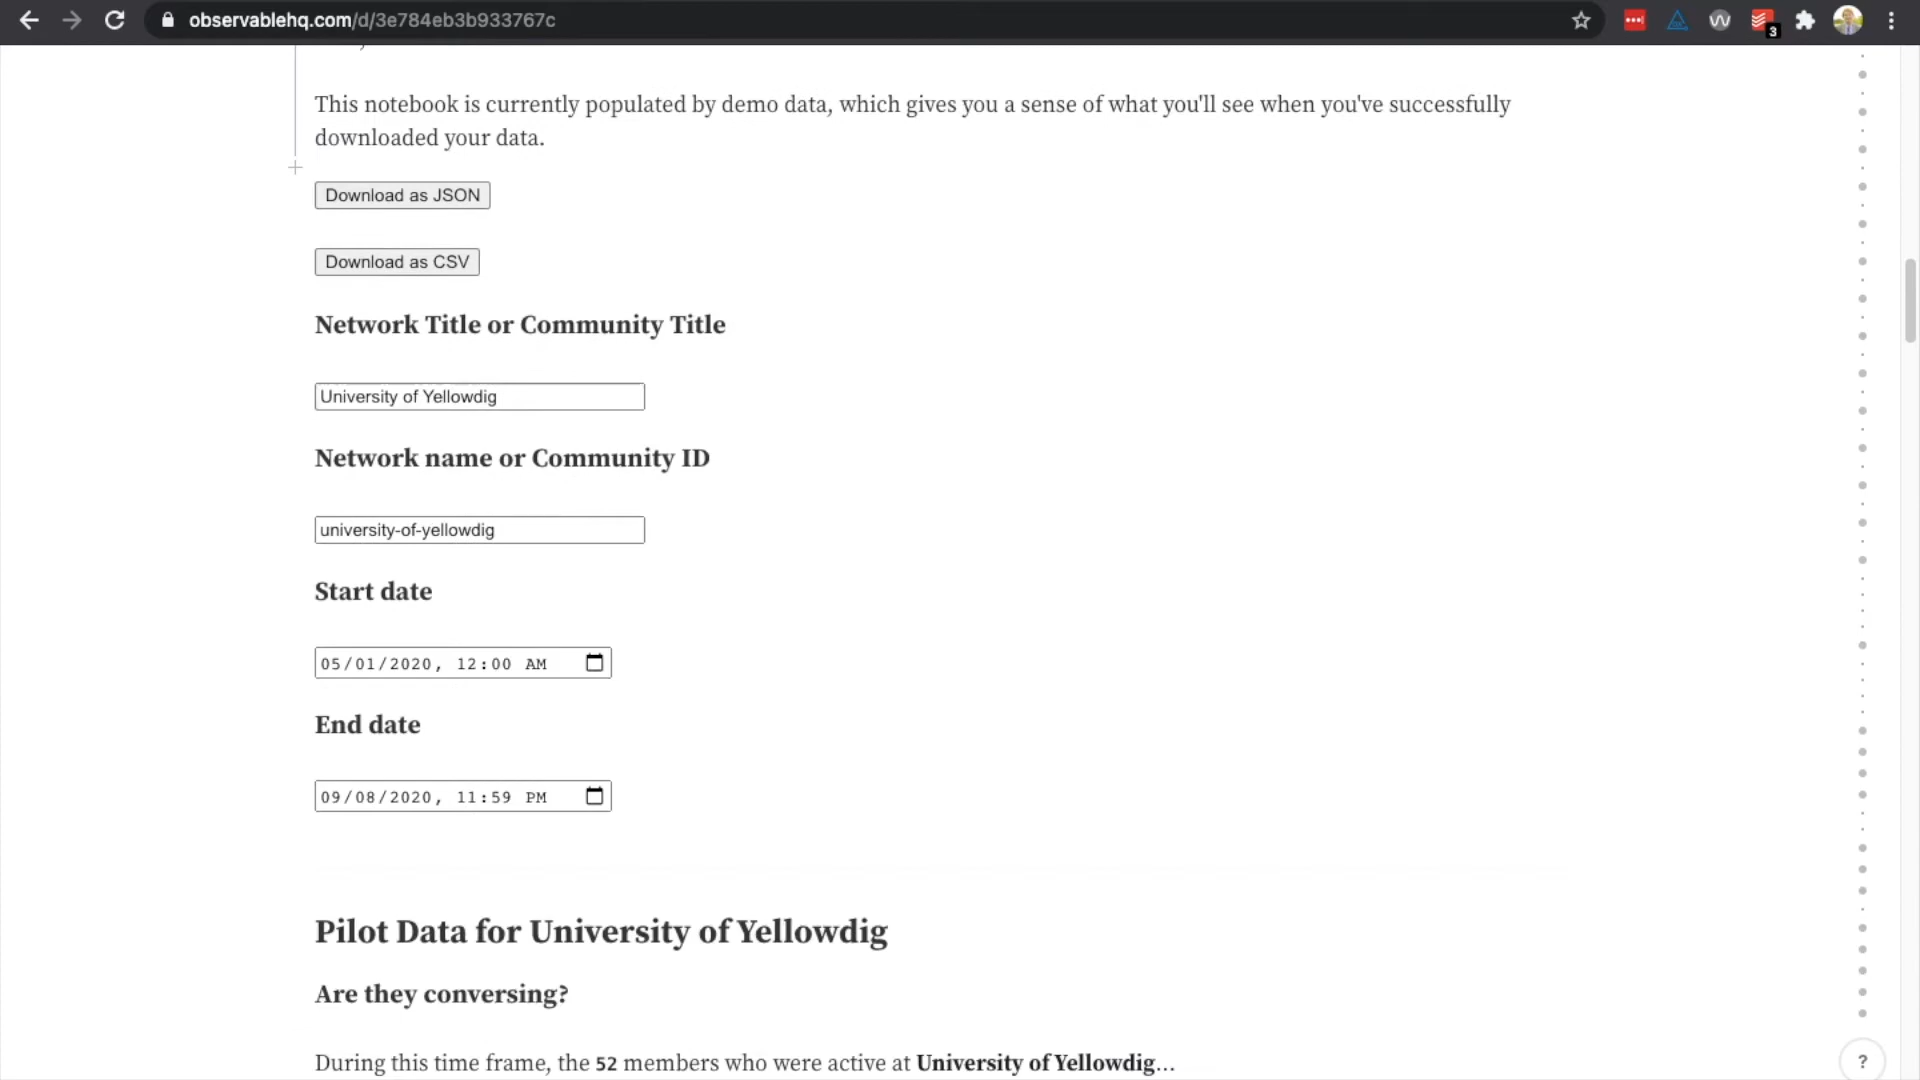 observablehq.com/d/3e784eb3b933767c
3
This notebook is currently populated by demo data, which gives you a sense of what you'll see when you've successfully
downloaded your data.
Download as JSON
Download as CSV
Network Title or Community Title
University of Yellowdig
Network name or Community ID
university-of-yellowdig
Start date
05/01/2020, 12:00 AM
End date
09/08/2020, 11:59 PM
Pilot Data for University of Yellowdig
Are they conversing?
During this time frame, the 52 members who were active at University of Yellowdig...
?